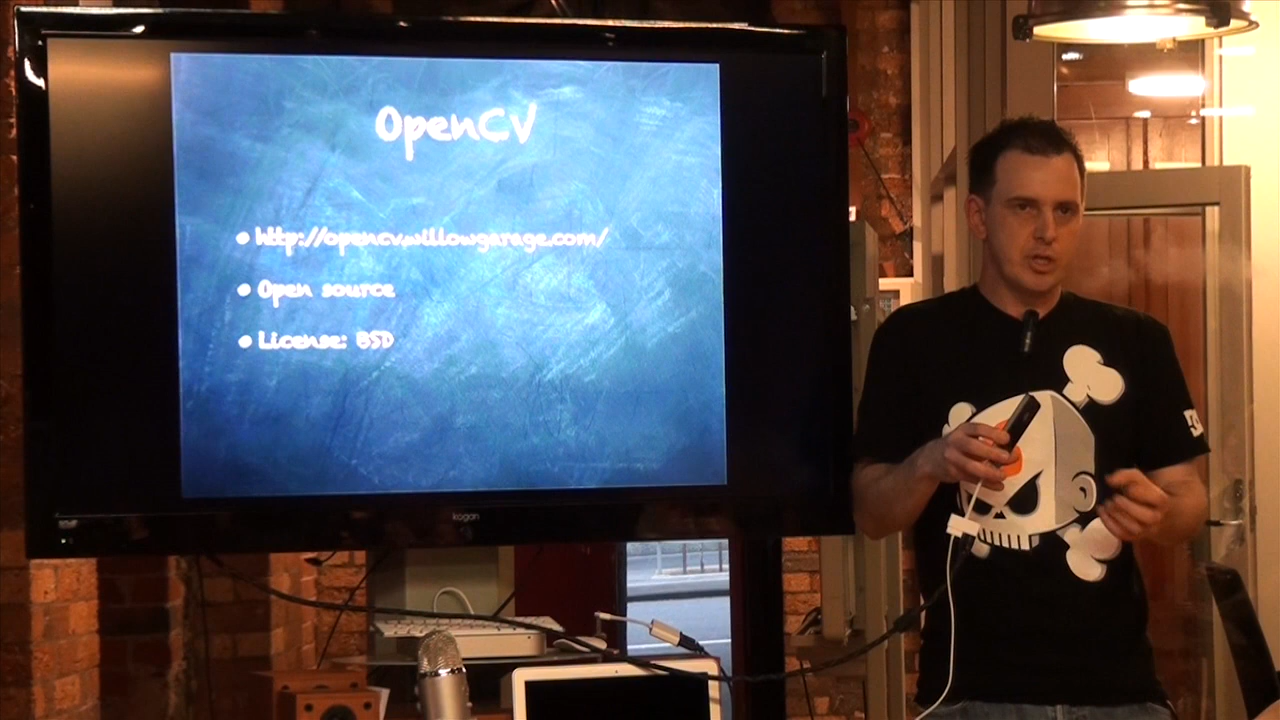 OpenCV
http://opencv.willowgarage.com/
Open source
License: BSD
kogan